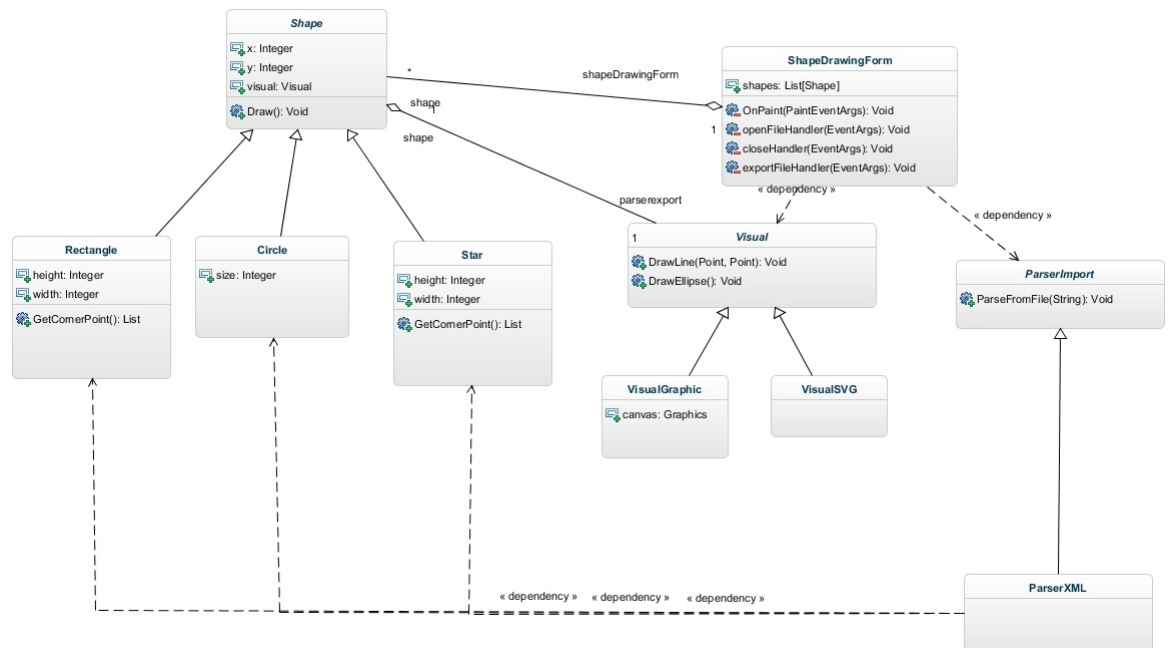 Shape
x: Integer
y: Integer
visual: Visual
Draw(): Void
*
shapeDrawingForm
shape
1
shape
parserexport
ShapeDrawingForm
shapes: List[Shape]
OnPaint(PaintEventArgs): Void
1
openFileHandler(EventArgs): Void
closeHandler(EventArgs): Void
exportFileHandler(EventArgs): Void
« dependency »
« dependency »
Rectangle
height: Integer
width: Integer
GetCornerPoint(): List
Circle
size: Integer
Star
height: Integer
width: Integer
GetCornerPoint(): List
1
Visual
DrawLine(Point, Point): Void
DrawEllipse(): Void
ParserImport
ParseFromFile(String): Void
VisualGraphic
canvas: Graphics
VisualSVG
« dependency » « dependency » « dependency »
ParserXML